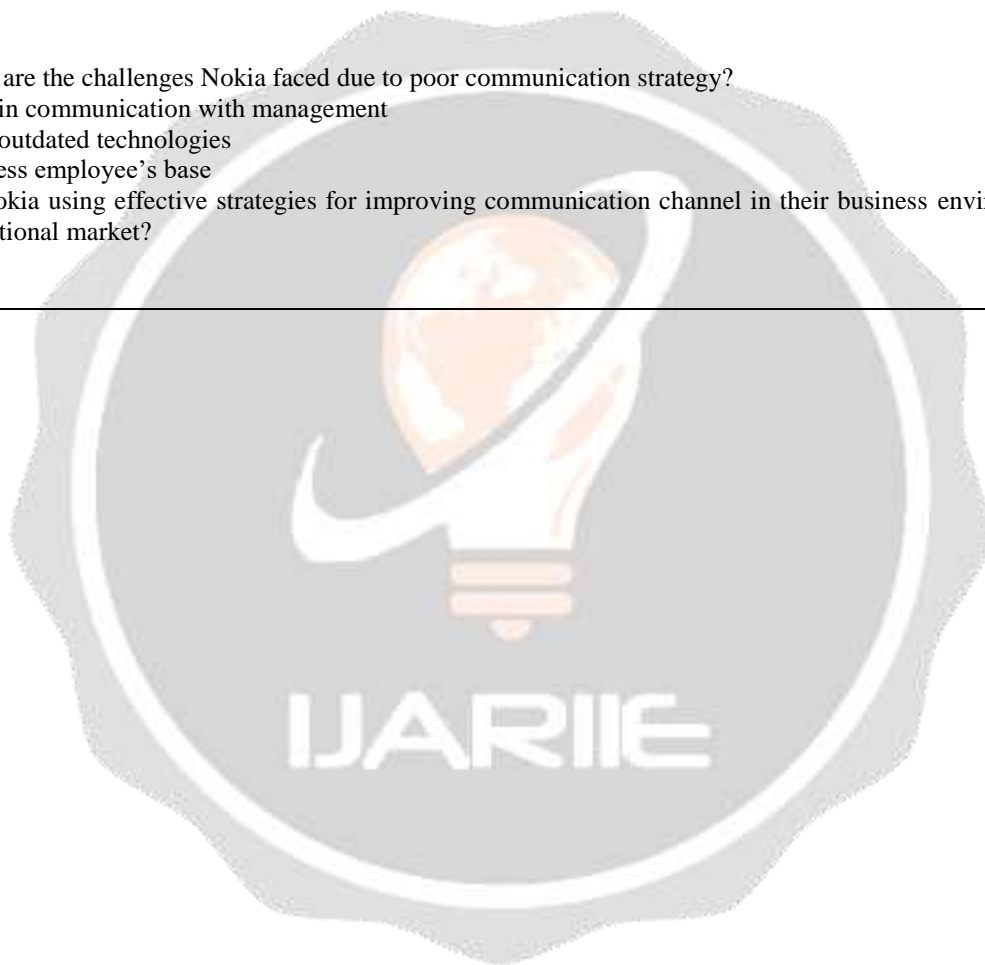 are the challenges Nokia faced due to poor communication strategy?
in communication with management
outdated technologies
ess employee's base
okia using effective strategies for improving communication channel in their business envi
tional market?
IJARIIE